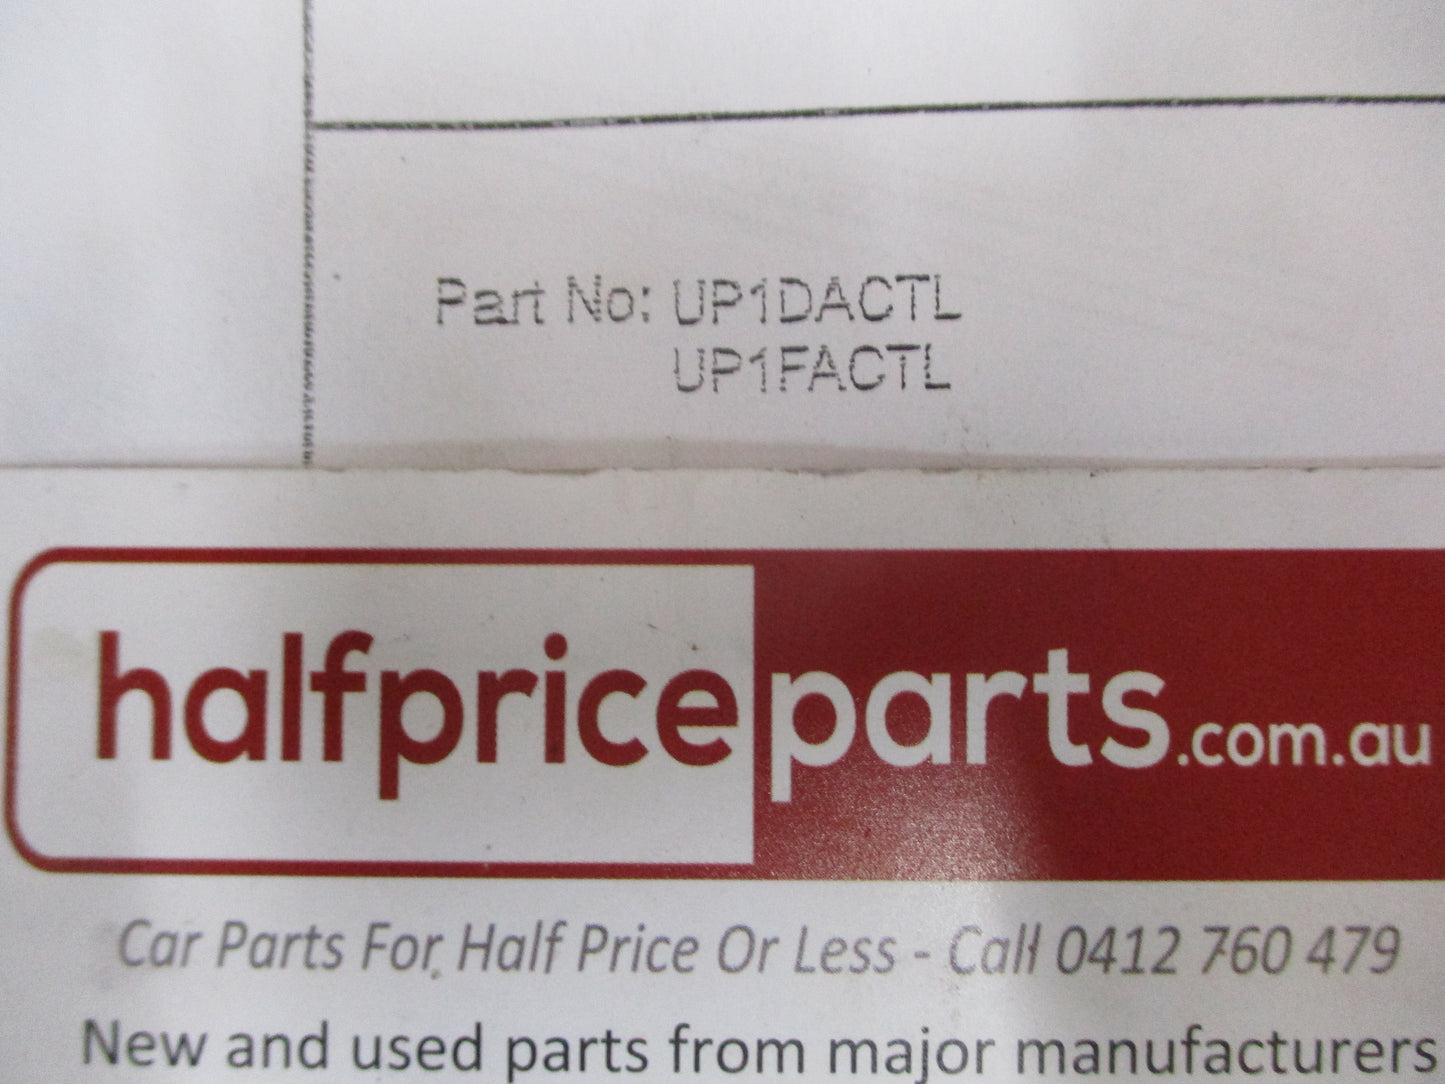 Part No: UP1DACTL
UP1FACTL
halfpriceparts.com.au
Car Parts For Half Price Or Less - Call 0412 760 479
New and used parts from major manufacturers